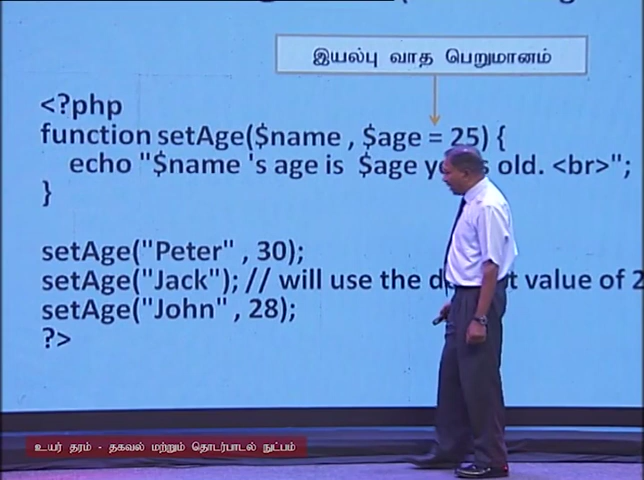 இயல்பு வாத பெறுமானம்
<?php
function setAge($name , $age = 25) {
echo "$name 's age is $age old. <br>";
}
setAge("Peter" , 30);
setAge("Jack"); // will use the value of
setAge("John" , 28);
?>
உயர் தரம் - தகவல் மற்றும் தொடர்பாடல் நுட்பம்